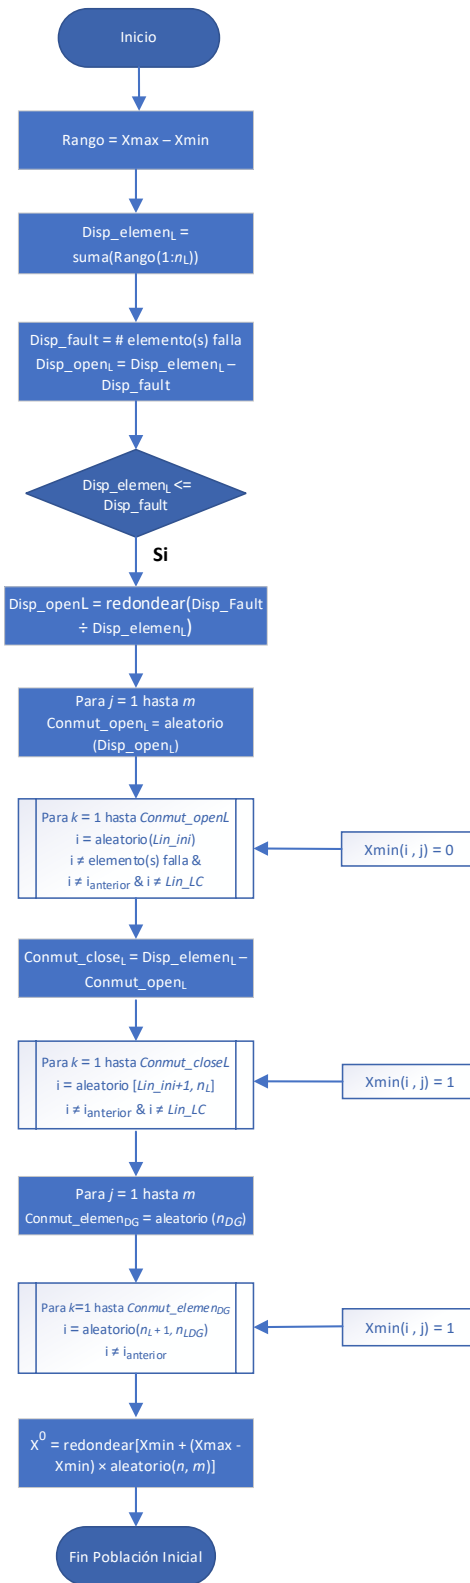 Inicio
Rango = Xmax – Xmin
Disp_elemenL =
suma(Rango(1:nL))
Disp_fault = # elemento(s) falla
Disp_openL = Disp_elemenL –
Disp_fault
Disp_elemenL <=
Disp_fault
Si
Disp_openL = redondear(Disp_Fault
÷ Disp_elemenL)
Para j = 1 hasta m
Conmut_openL = aleatorio
(Disp_openL)
Para k = 1 hasta Conmut_openL
i = aleatorio(Lin_ini)
i ≠ elemento(s) falla &
i ≠ ianterior & i ≠ Lin_LC
Xmin(i , j) = 0
Conmut_closeL = Disp_elemenL –
Conmut_openL
Para k = 1 hasta Conmut_closeL
i = aleatorio [Lin_ini+1, nL]
i ≠ ianterior & i ≠ Lin_LC
Xmin(i , j) = 1
Para j = 1 hasta m
Conmut_elemenDG = aleatorio (nDG)
Para k=1 hasta Conmut_elemenDG
i = aleatorio(nL + 1, nLDG)
i ≠ ianterior
Xmin(i , j) = 1
X0 = redondear[Xmin + (Xmax -
Xmin) × aleatorio(n, m)]
Fin Población Inicial